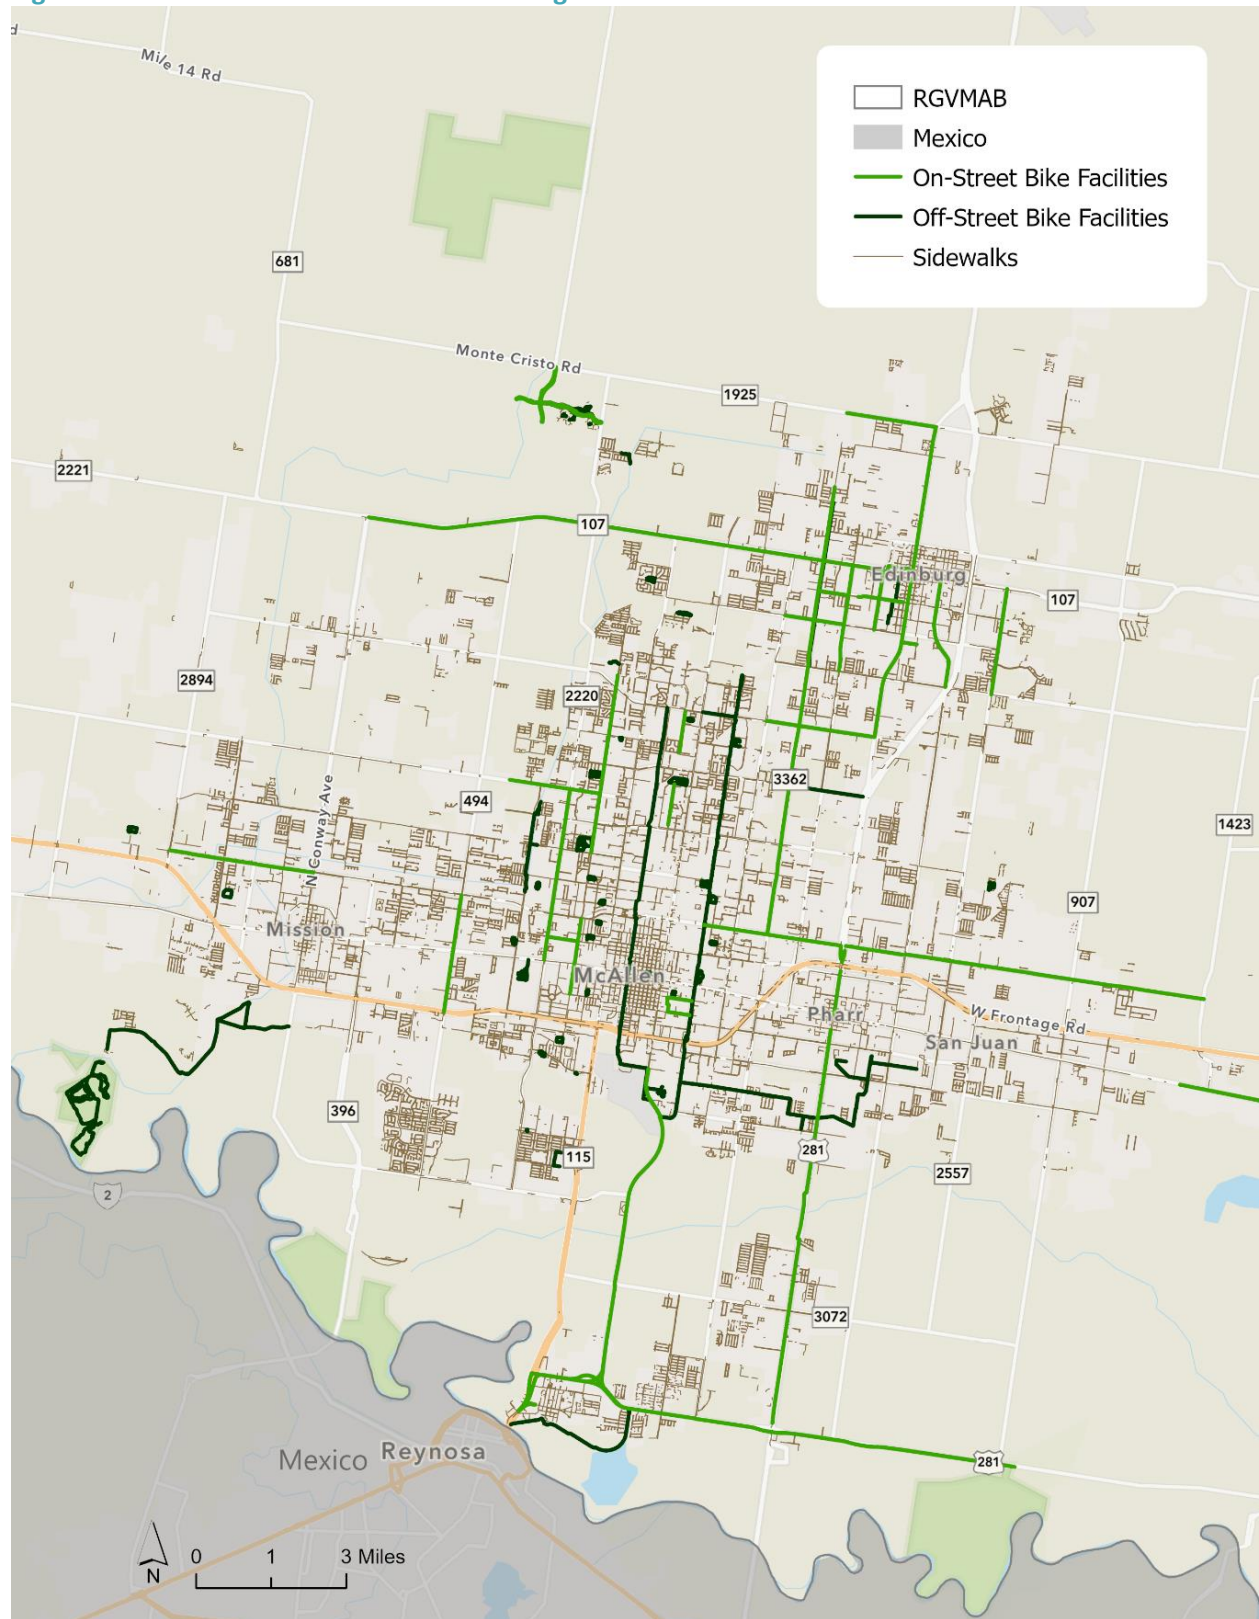 Mile 14 Rd
RGVMAB
Mexico
On-Street Bike Facilities
Off-Street Bike Facilities
Sidewalks
681
Monte Cristo Rd
1925
2221
107
Edinburg
107
2894
2220
3362
494
1423
N Conway Ave
907
Mission
McAllen
Pharr
W Frontage Rd
San Juan
396
115
281
2557
2
3072
Mexico
Reynosa
281
N
0 1 3 Miles